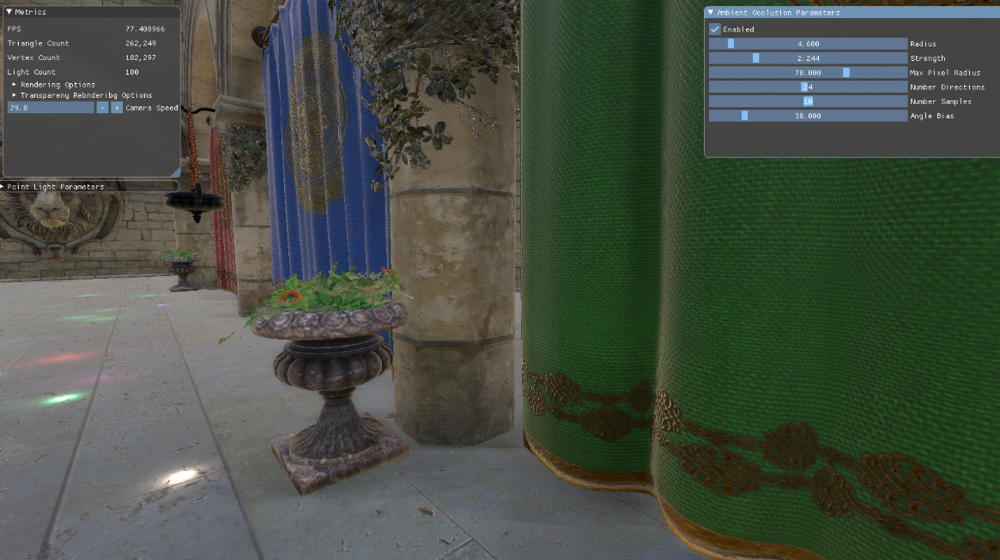 Metrics
FPS 77.408966
Triangle Count 262,249
Vertex Count 182,297
Light Count 100
Rendering Options
Transpareny Rebnderibg Options
79.0 - + Camera Speed
Point Light Parameters
Ambient Occlusion Parameters
Enabled
4.600 Radius
2.244 Strength
70.000 Max Pixel Radius
24 Number Directions
10 Number Samples
30.000 Angle Bias